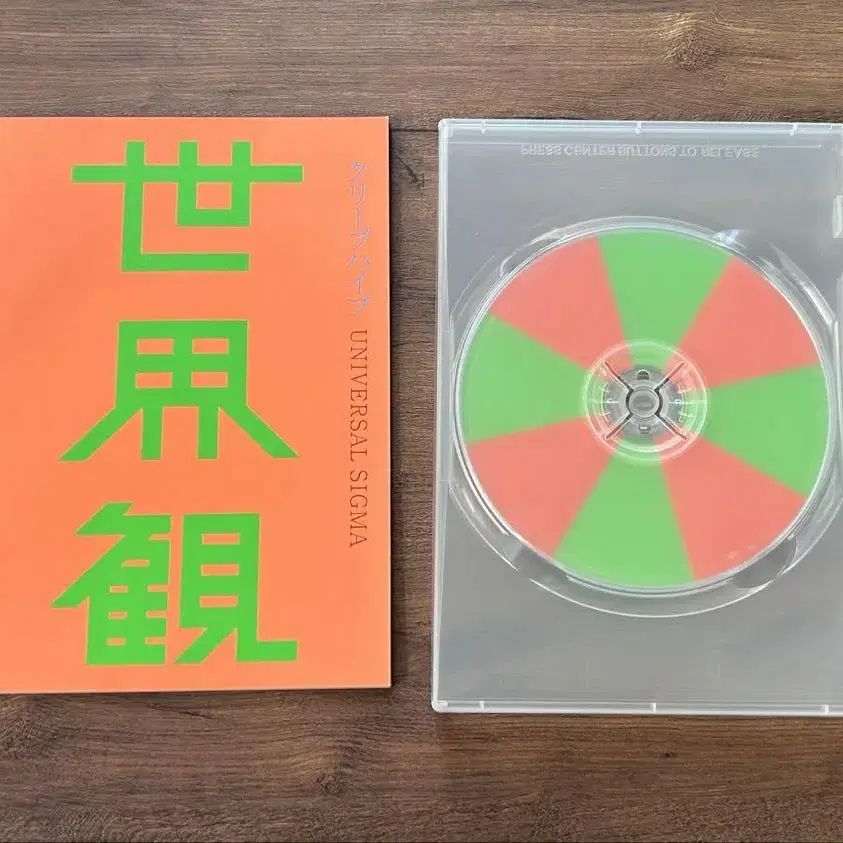 世界観
クリープハイプ UNIVERSAL SIGMA
PRESS CENTER BUTTONS TO RELEASE